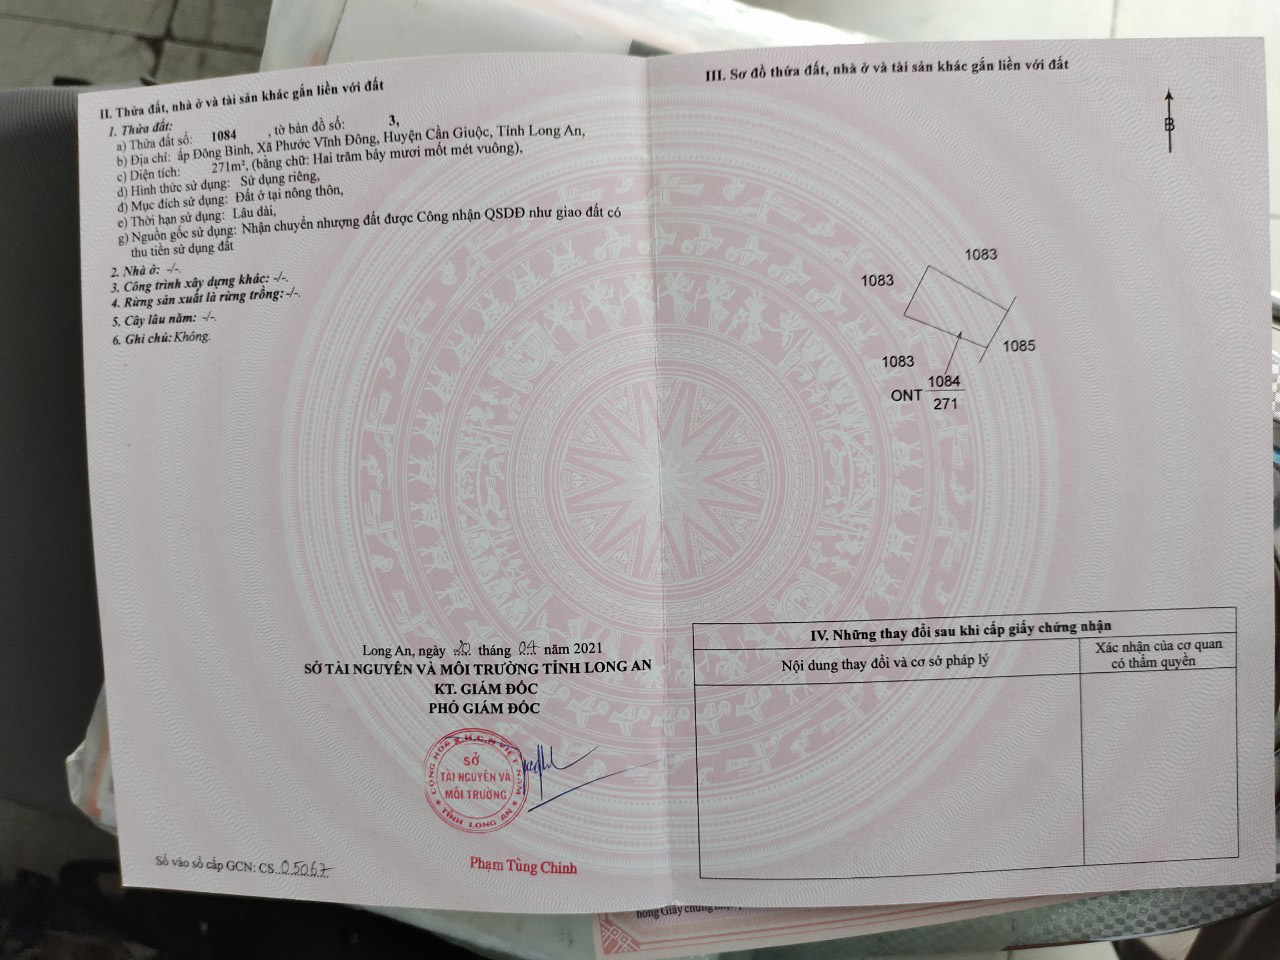 II. Thửa đất, nhà ở và tài sản khác gắn liền với đất
1. Thửa đất:
a) Thửa đất số: 1084 , tờ bản đồ số: 3,
b) Địa chỉ: ấp Đông Bình, Xã Phước Vĩnh Đông, Huyện Cần Giuộc, Tỉnh Long An,
c) Diện tích: 271m², (bằng chữ: Hai trăm bảy mươi mốt mét vuông),
d) Hình thức sử dụng: Sử dụng riêng,
đ) Mục đích sử dụng: Đất ở tại nông thôn,
e) Thời hạn sử dụng: Lâu dài,
g) Nguồn gốc sử dụng: Nhận chuyển nhượng đất được Công nhận QSDĐ như giao đất có
thu tiền sử dụng đất
2. Nhà ở: -/-.
3. Công trình xây dựng khác: -/-.
4. Rừng sản xuất là rừng trồng:-/-.
5. Cây lâu năm: -/-.
6. Ghi chú: Không.
Long An, ngày 20 tháng 04 năm 2021
SỞ TÀI NGUYÊN VÀ MÔI TRƯỜNG TỈNH LONG AN
KT. GIÁM ĐỐC
PHÓ GIÁM ĐỐC
CỘNG HÒA X.H.C.N VIỆT NAM
SỞ
TÀI NGUYÊN VÀ
MÔI TRƯỜNG
TỈNH LONG AN
Phạm Tùng Chinh
Số vào sổ cấp GCN: CS 05067
III. Sơ đồ thửa đất, nhà ở và tài sản khác gắn liền với đất
B
1083
1083
1085
1083
1084
ONT
271
IV. Những thay đổi sau khi cấp giấy chứng nhận
Nội dung thay đổi và cơ sở pháp lý
Xác nhận của cơ quan
có thẩm quyền